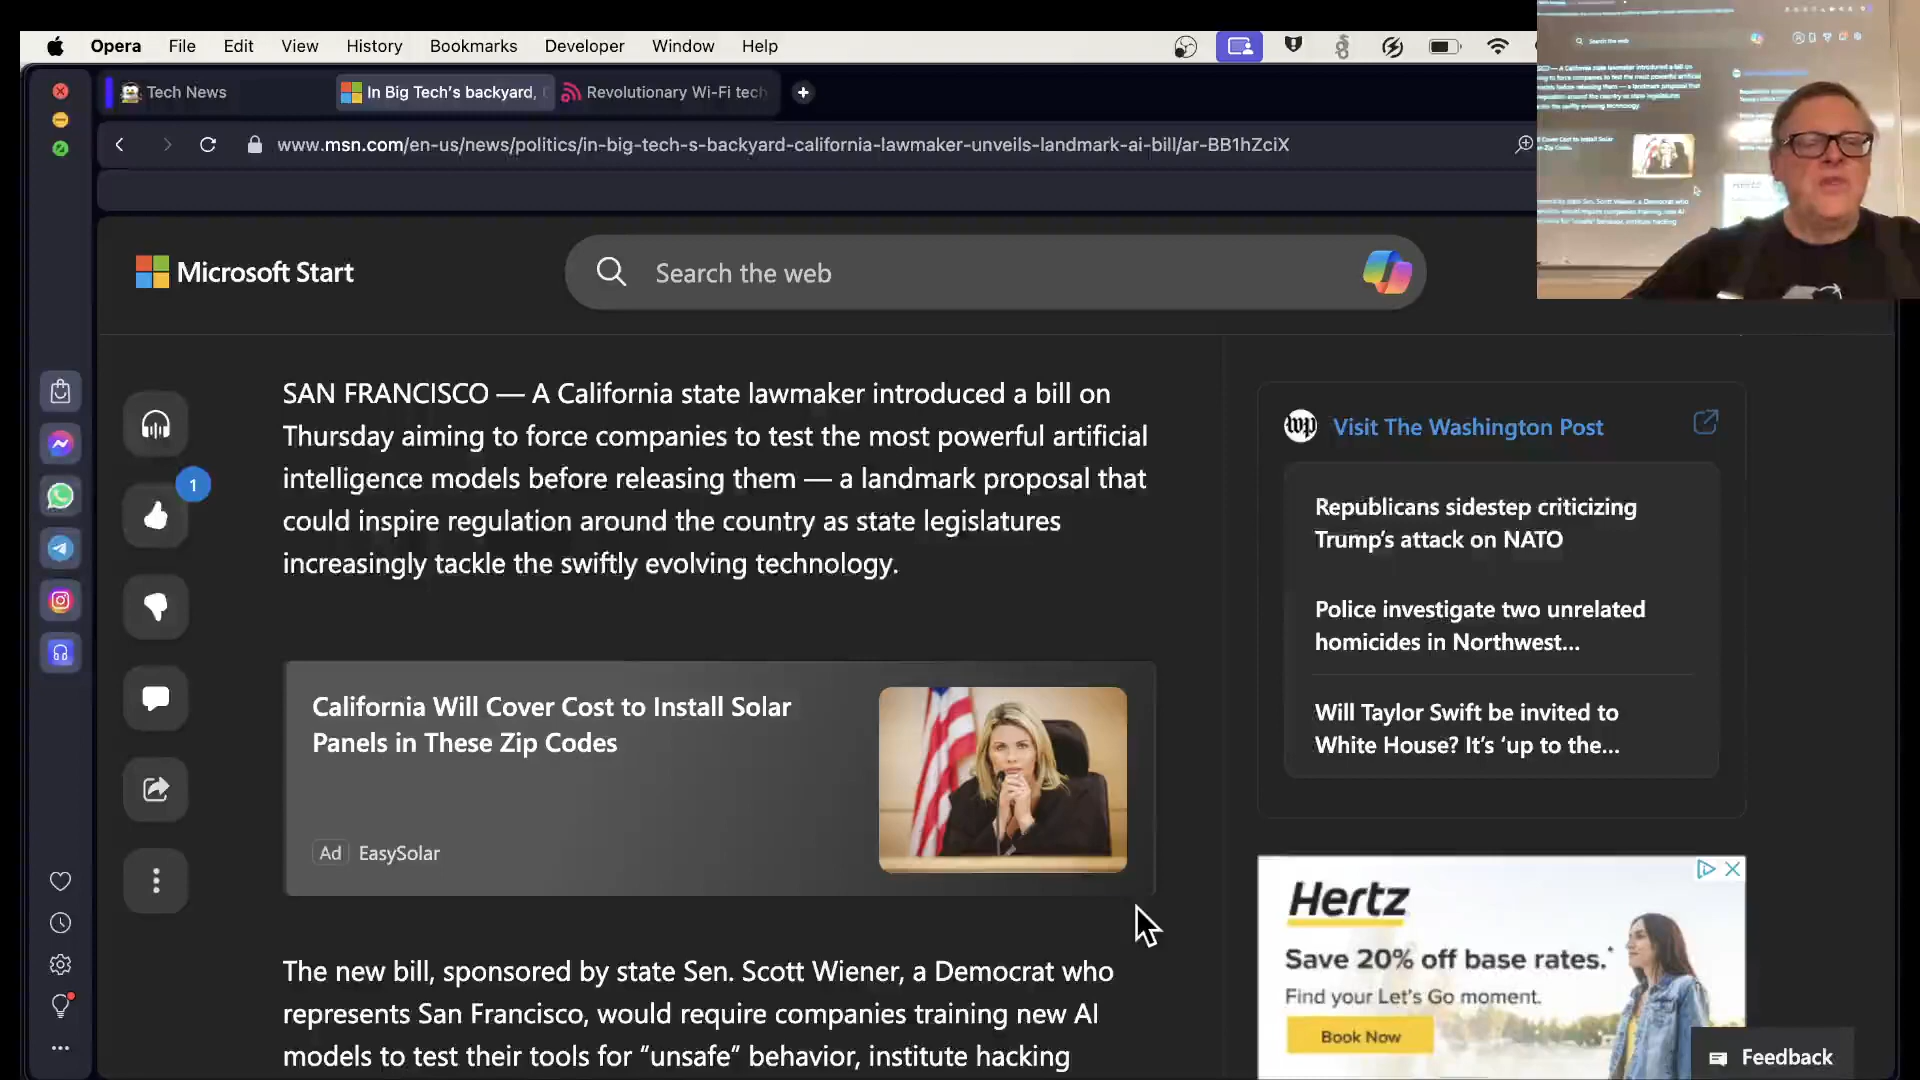 Opera File Edit View History Bookmarks Developer Window Help
Tech News
In Big Tech's backyard,
Revolutionary Wi-Fi tech
www.msn.com/en-us/news/politics/in-big-tech-s-backyard-california-lawmaker-unveils-landmark-ai-bill/ar-BB1hZciX
Microsoft Start
Search the web
1
SAN FRANCISCO — A California state lawmaker introduced a bill on
Thursday aiming to force companies to test the most powerful artificial
intelligence models before releasing them — a landmark proposal that
could inspire regulation around the country as state legislatures
increasingly tackle the swiftly evolving technology.
California Will Cover Cost to Install Solar
Panels in These Zip Codes
Ad EasySolar
The new bill, sponsored by state Sen. Scott Wiener, a Democrat who
represents San Francisco, would require companies training new AI
models to test their tools for “unsafe” behavior, institute hacking
wp Visit The Washington Post
Republicans sidestep criticizing
Trump's attack on NATO
Police investigate two unrelated
homicides in Northwest...
Will Taylor Swift be invited to
White House? It's ‘up to the...
Hertz
Save 20% off base rates.*
Find your Let's Go moment.
Book Now
Feedback